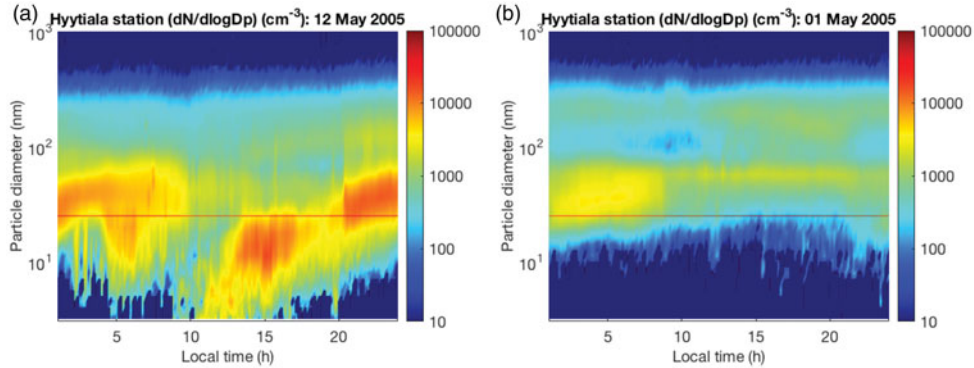 (a) Hyytiala station (dN/dlogDp) (cm⁻³): 12 May 2005
10³
10²
10¹
Particle diameter (nm)
5 10 15 20
Local time (h)
100000
10000
1000
100
10
(b) Hyytiala station (dN/dlogDp) (cm⁻³): 01 May 2005
10³
10²
10¹
Particle diameter (nm)
5 10 15 20
Local time (h)
100000
10000
1000
100
10